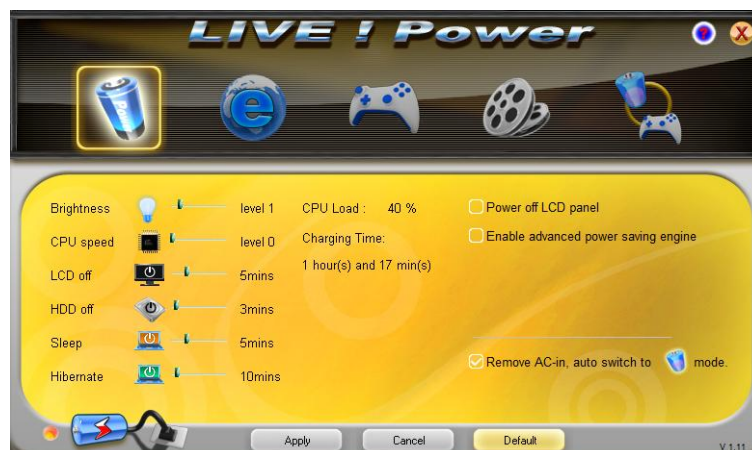 LIVE ! Power
Power
Brightness level 1 CPU Load : 40 % Power off LCD panel
CPU speed level 0 Charging Time: Enable advanced power saving engine
LCD off 5mins 1 hour(s) and 17 min(s)
HDD off 3mins
Sleep 5mins
Hibernate 10mins Remove AC-in, auto switch to mode.
Apply Cancel Default
V 1.11